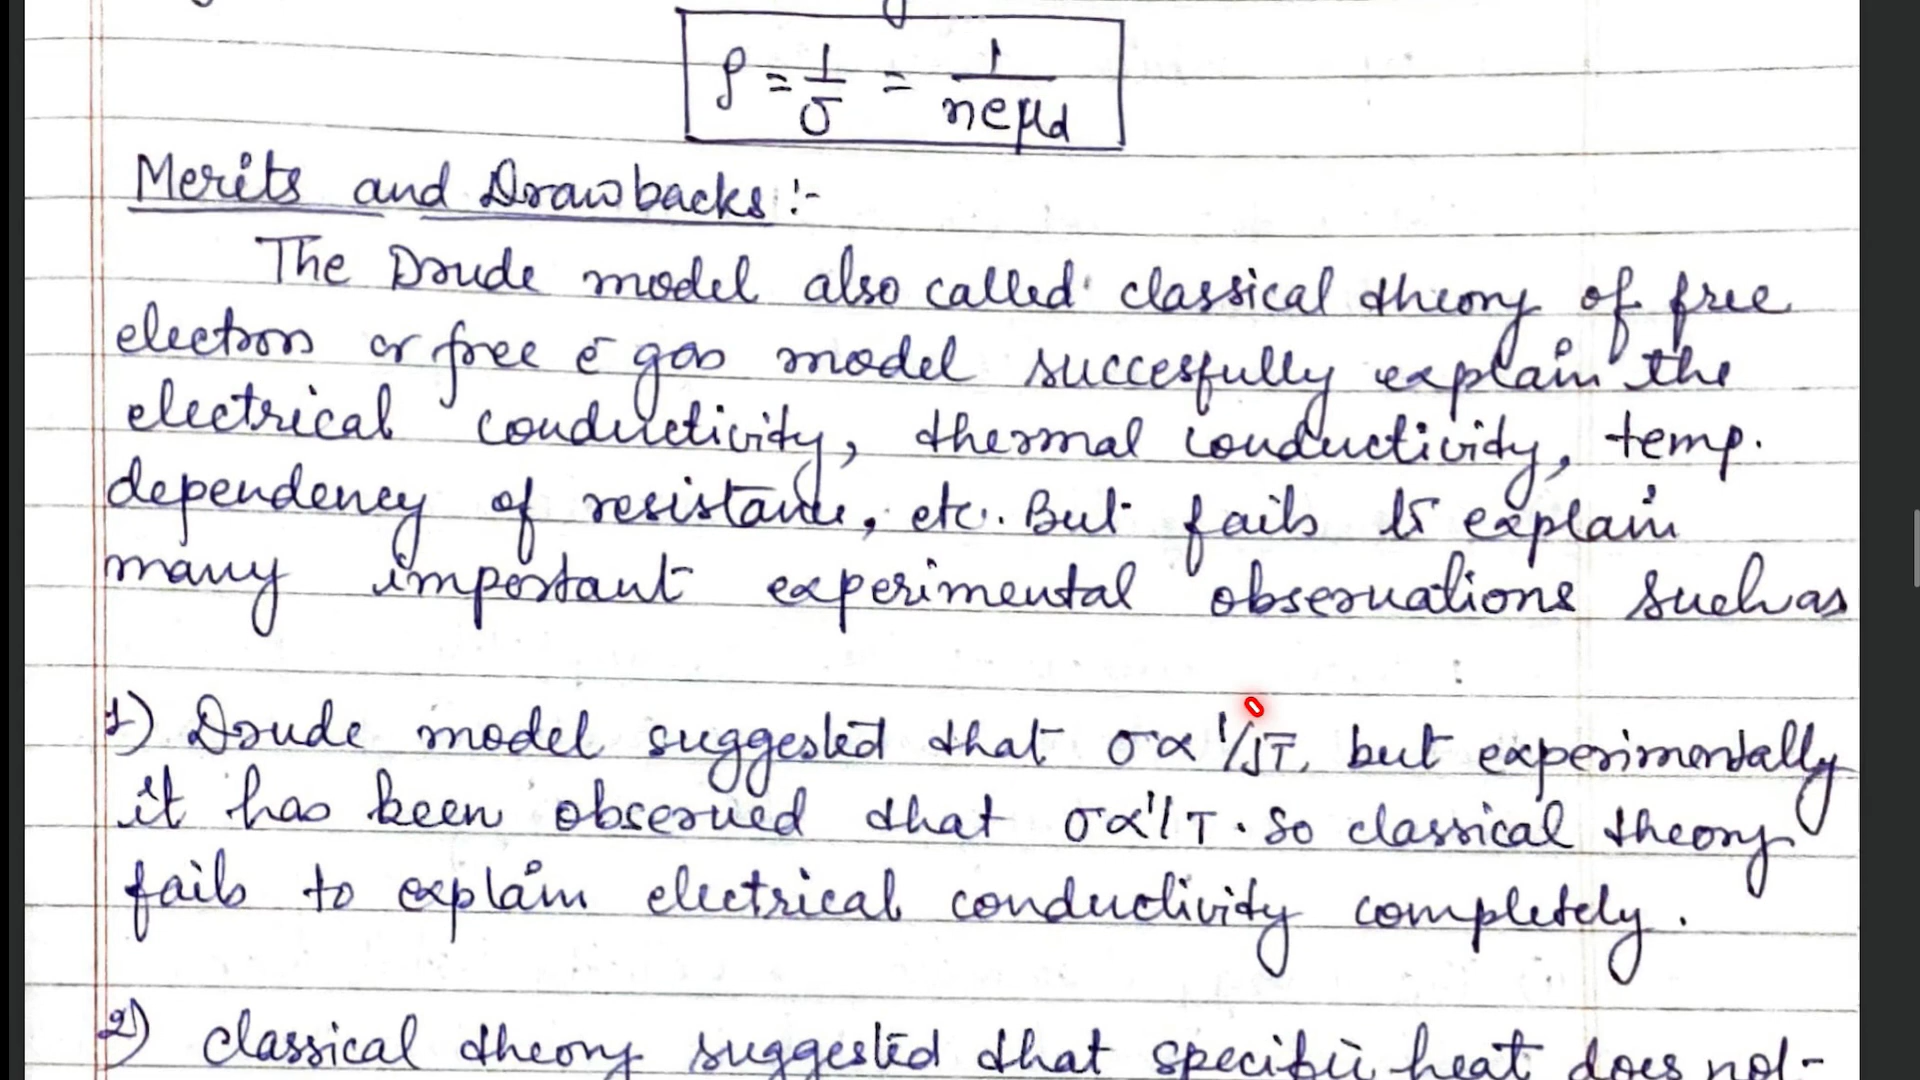 ρ = 1/σ = 1/neμd
Merits and Drawbacks :-
The Drude model also called classical theory of free
electron or free e⁻ gas model succesfully explain the
electrical conductivity, thermal conductivity, temp.
dependency of resistance, etc. But fails to explain
many important experimental observations such as
1) Drude model suggested that σ α 1/√T, but experimentally
it has been observed that σ α 1/T. So classical theory
fails to explain electrical conductivity completely.
2) classical theory suggested that specific heat does not-